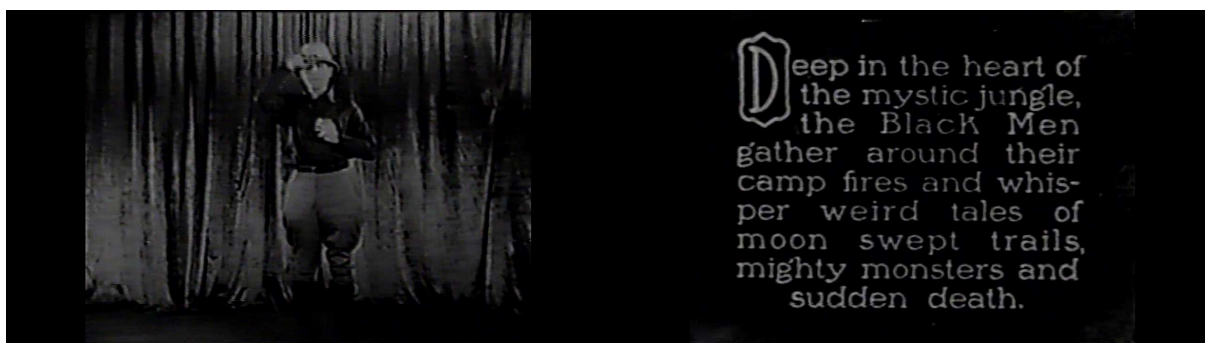 Deep in the heart of
the mystic jungle,
the Black Men
gather around their
camp fires and whis-
per weird tales of
moon swept trails,
mighty monsters and
sudden death.